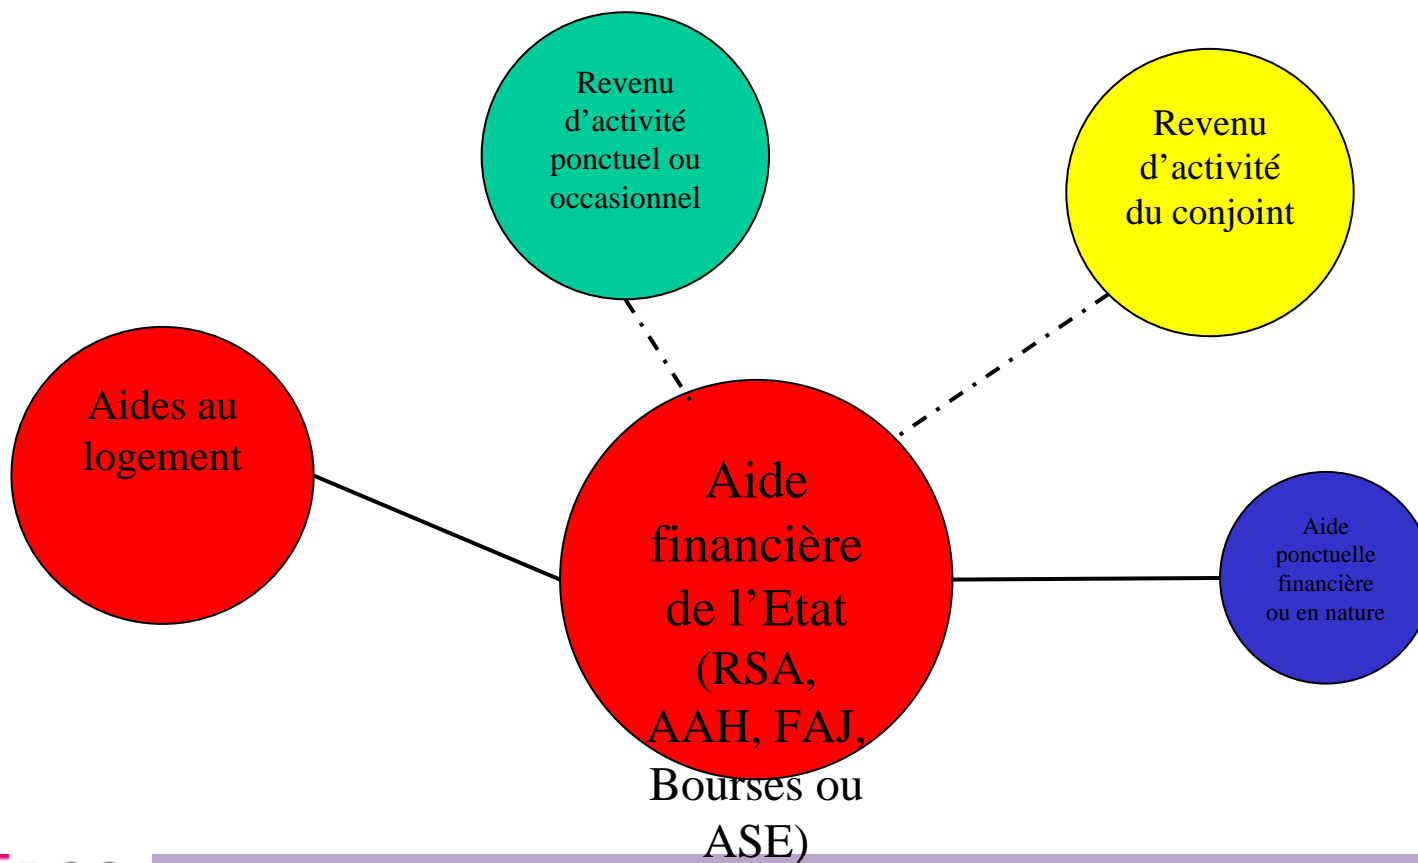 Revenu
d’activité
ponctuel ou
occasionnel
Revenu
d’activité
du conjoint
Aides au
logement
Aide
financière
de l’Etat
(RSA,
AAH, FAJ,
Bourses ou
ASE)
Aide
ponctuelle
financière
ou en nature